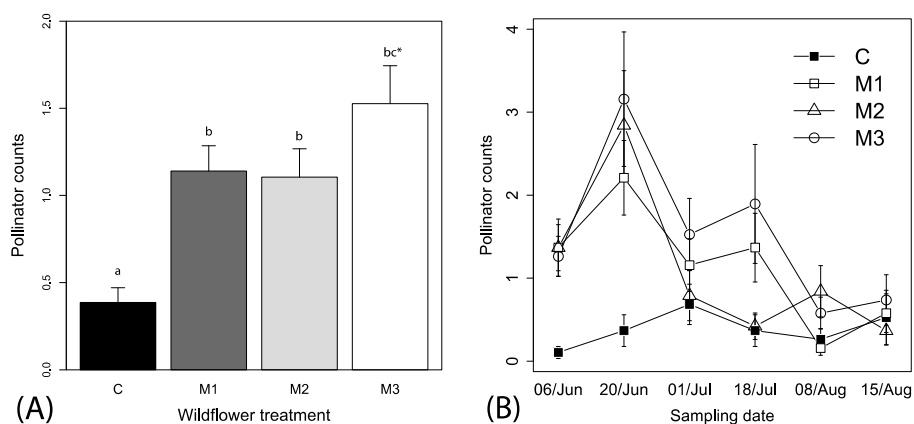 2.0
1.5
1.0
0.5
0.0
Pollinator counts
a
b
b
bc*
C
M1
M2
M3
Wildflower treatment
(A)
4
3
2
1
0
Pollinator counts
C
M1
M2
M3
06/Jun
20/Jun
01/Jul
18/Jul
08/Aug
15/Aug
Sampling date
(B)